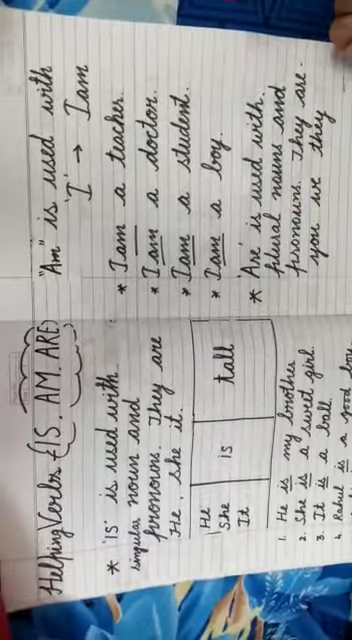 Helping Verbs {IS, AM, ARE}
* 'IS' is used with
singular noun and
pronouns. They are
He, she it.
He
She is tall
It
1. He is my brother
2. She is a sweet girl.
3. It is a ball.
4. Rahul is a good boy
"Am" is used with
'I' → I am
* I am a teacher.
* I am a doctor.
* I am a student.
* I am a boy.
* 'Are' is used with
plural nouns and
pronouns. They are.
you we they